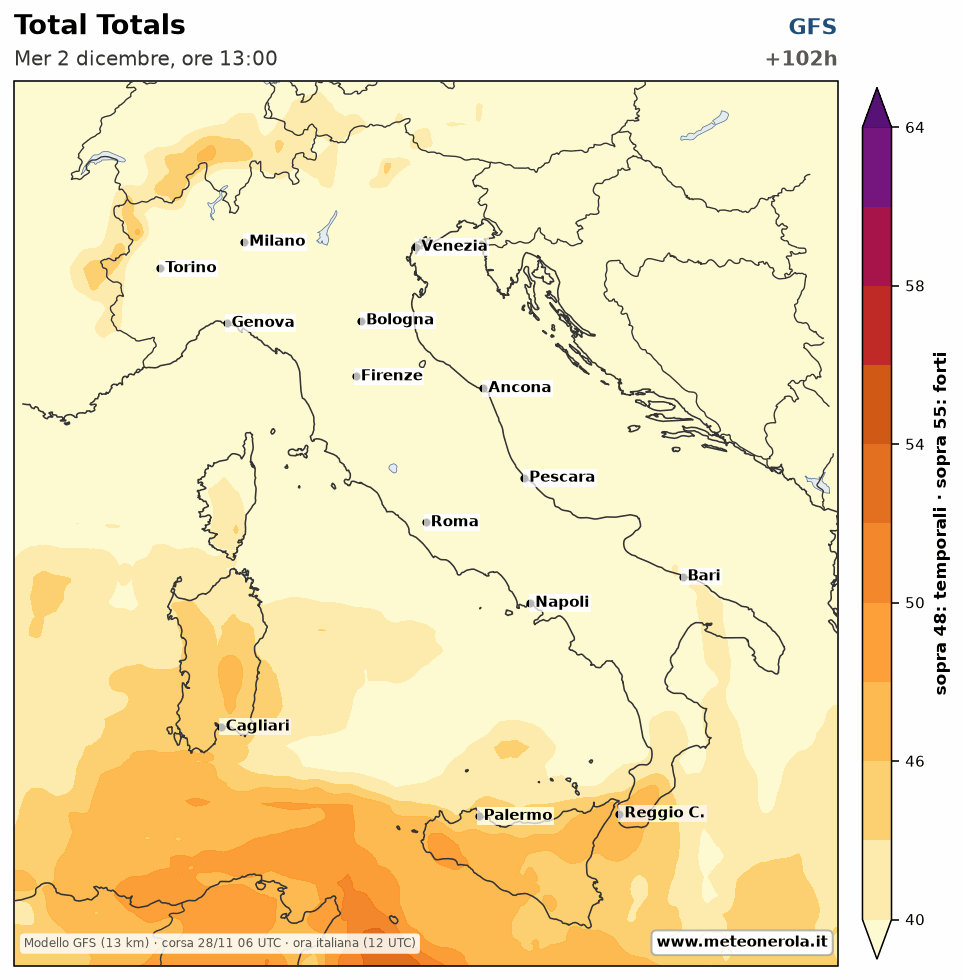 Total Totals
GFS
Mer 2 dicembre, ore 13:00
+102h
Milano
Venezia
Torino
Genova
Bologna
Firenze
Ancona
Pescara
Roma
Bari
Napoli
Cagliari
Palermo
Reggio C.
64
58
54
50
46
40
sopra 48: temporali · sopra 55: forti
Modello GFS (13 km) · corsa 28/11 06 UTC · ora italiana (12 UTC)
www.meteonerola.it